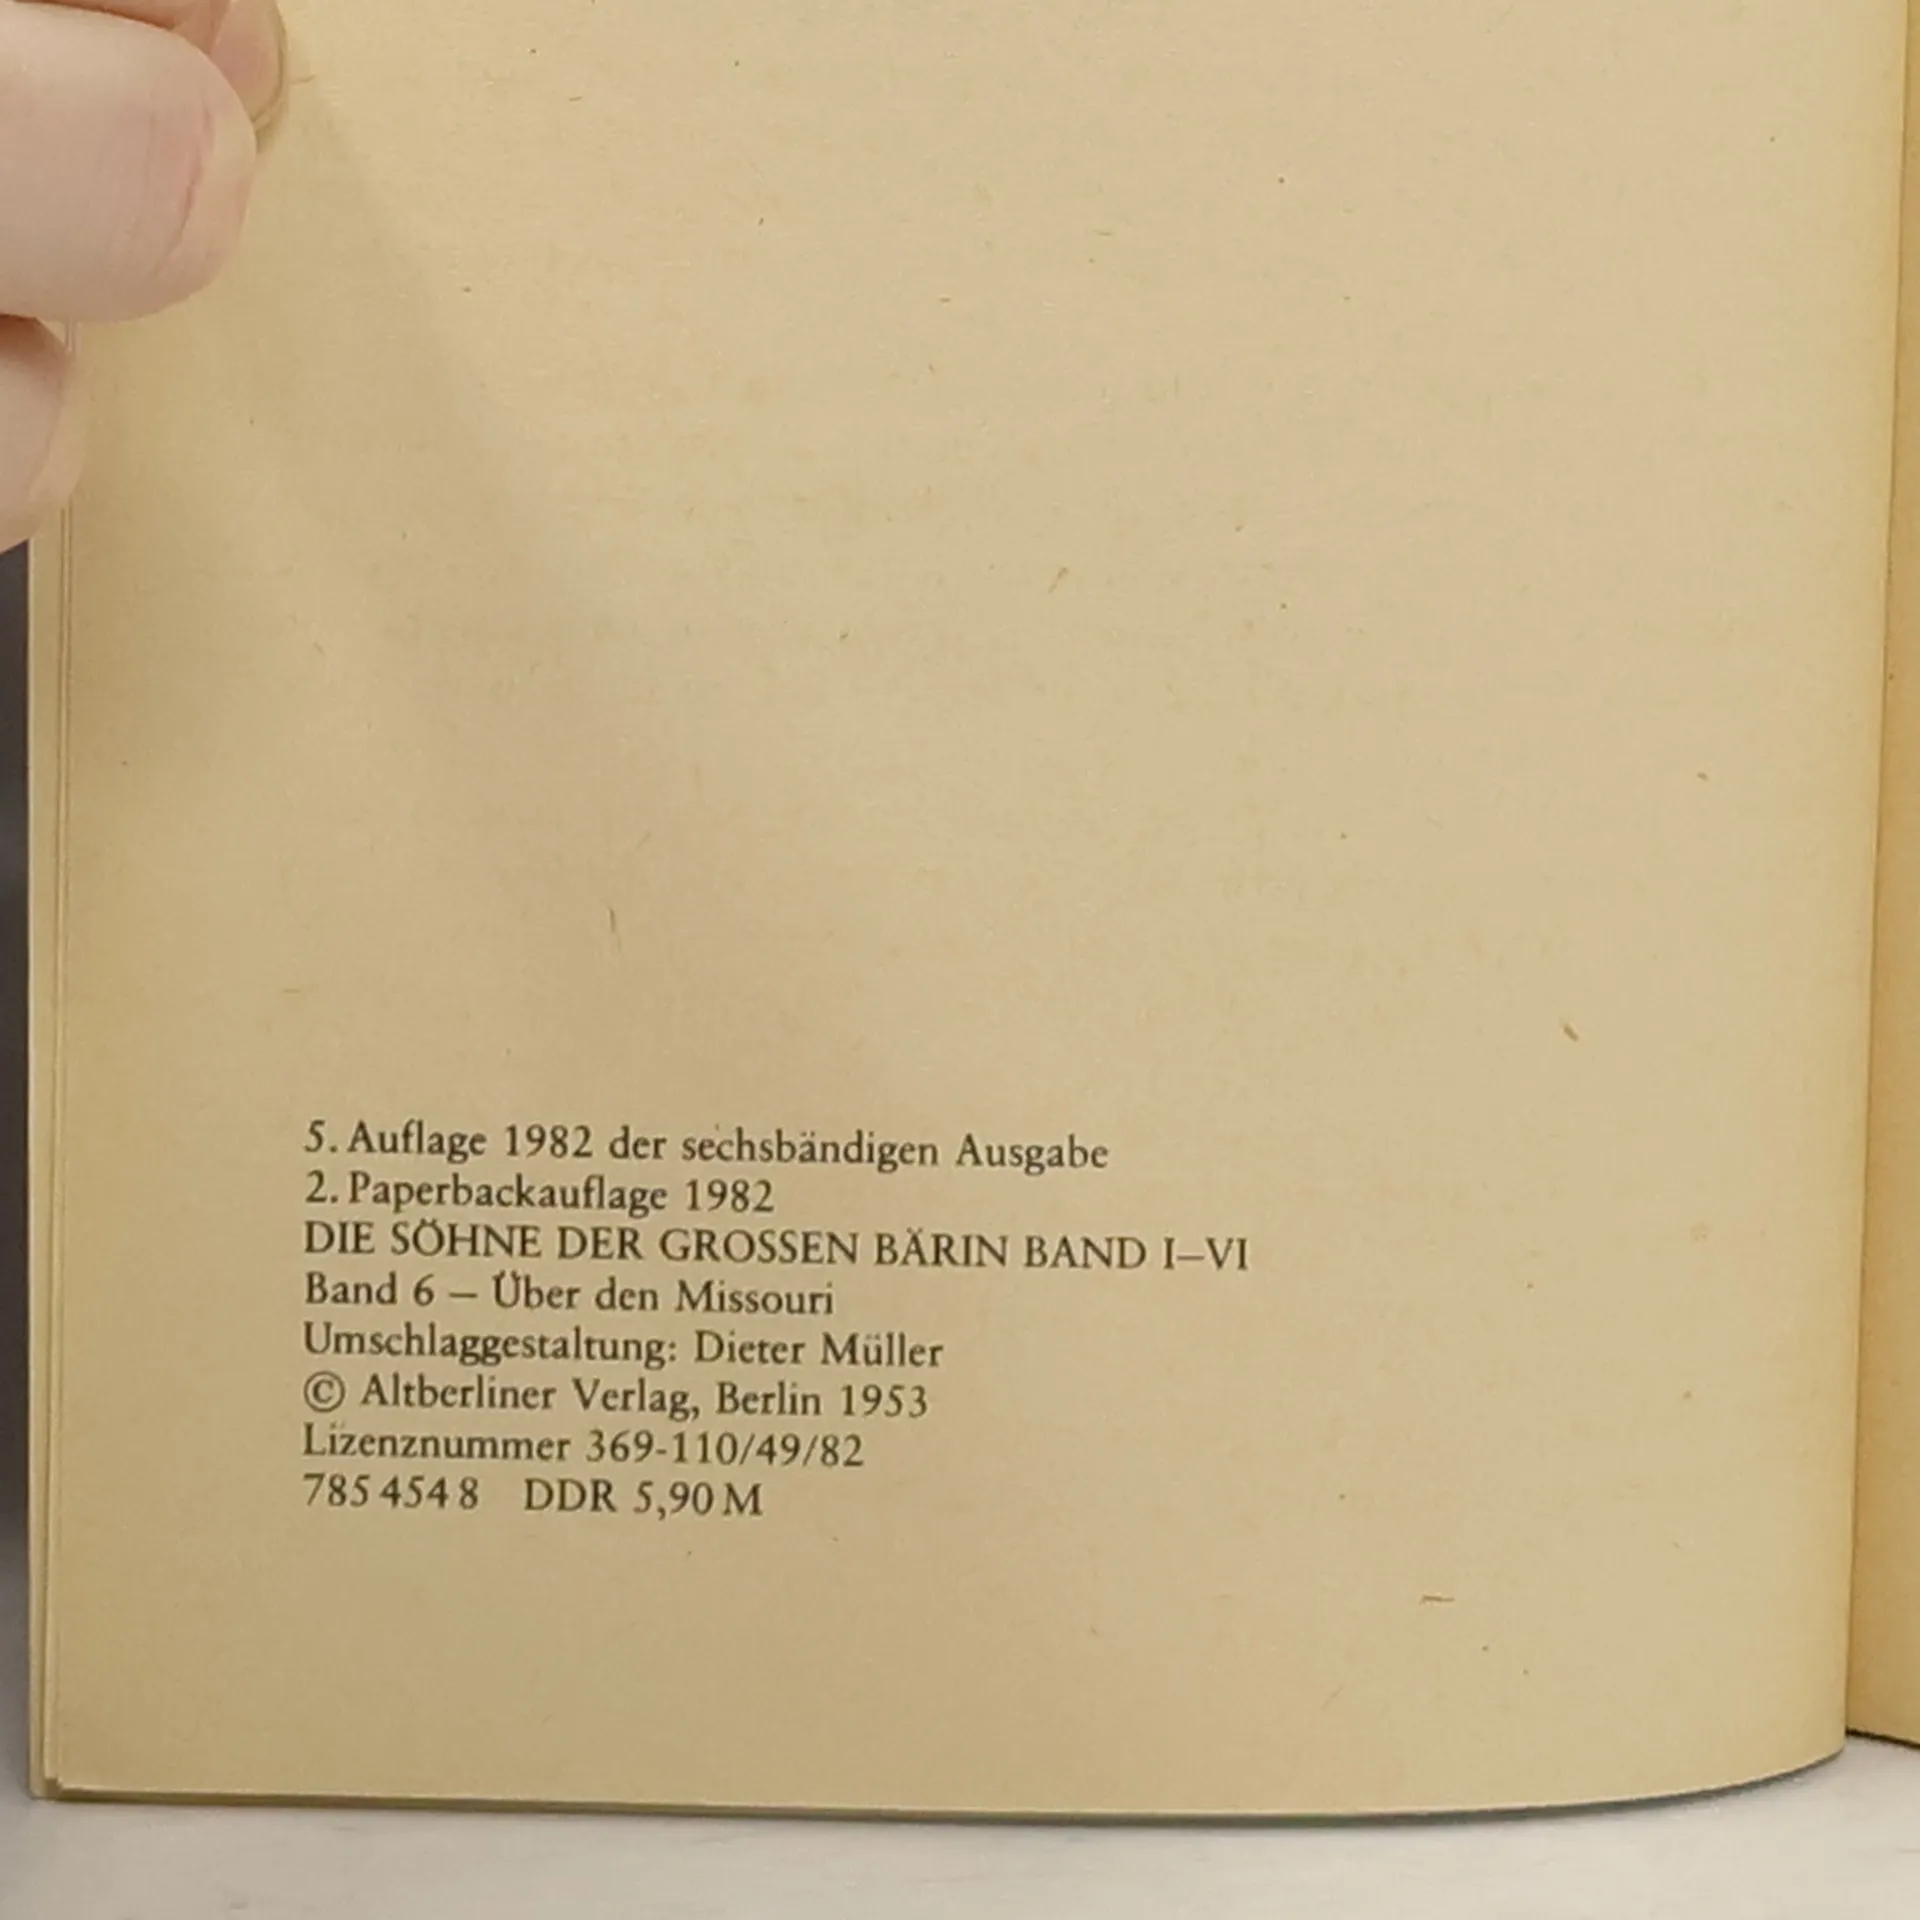 5. Auflage 1982 der sechsbändigen Ausgabe
2. Paperbackauflage 1982
DIE SÖHNE DER GROSSEN BÄRIN BAND I–VI
Band 6 – Über den Missouri
Umschlaggestaltung: Dieter Müller
© Altberliner Verlag, Berlin 1953
Lizenznummer 369-110/49/82
785 454 8 DDR 5,90 M